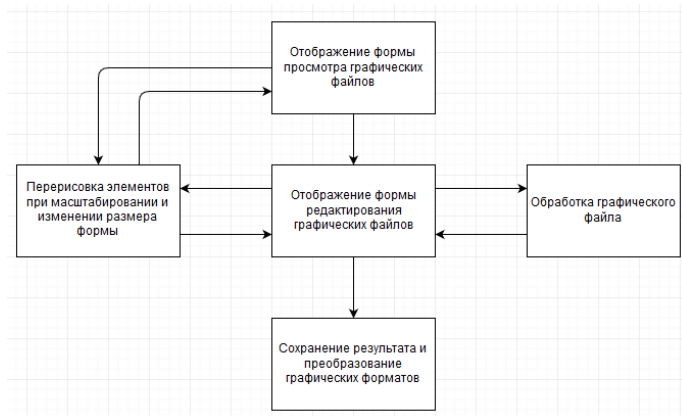 Отображение формы
просмотра графических
файлов
Перерисовка элементов
при масштабировании и
изменении размера
формы
Отображение формы
редактирования
графических файлов
Обработка графического
файла
Сохранение результата и
преобразование
графических форматов